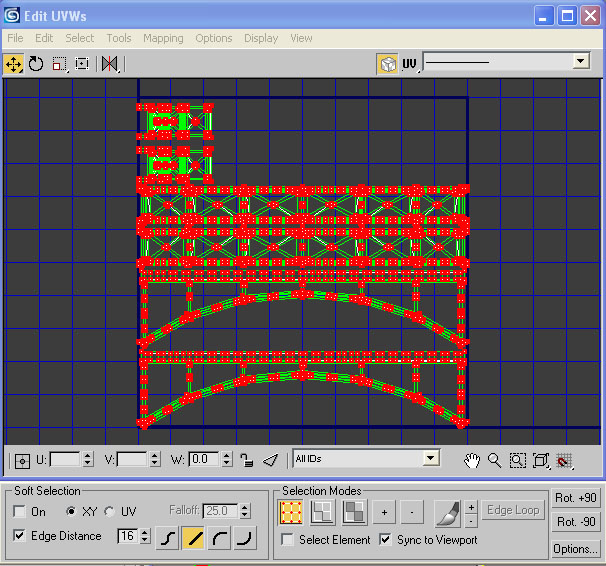 Edit UVWs
File Edit Select Tools Mapping Options Display View
UV
U: V: W: 0.0 All IDs
Soft Selection
On XY UV Falloff: 25.0
Edge Distance 16
Selection Modes
+ - + - Edge Loop
Select Element Sync to Viewport
Rot. +90
Rot. -90
Options...